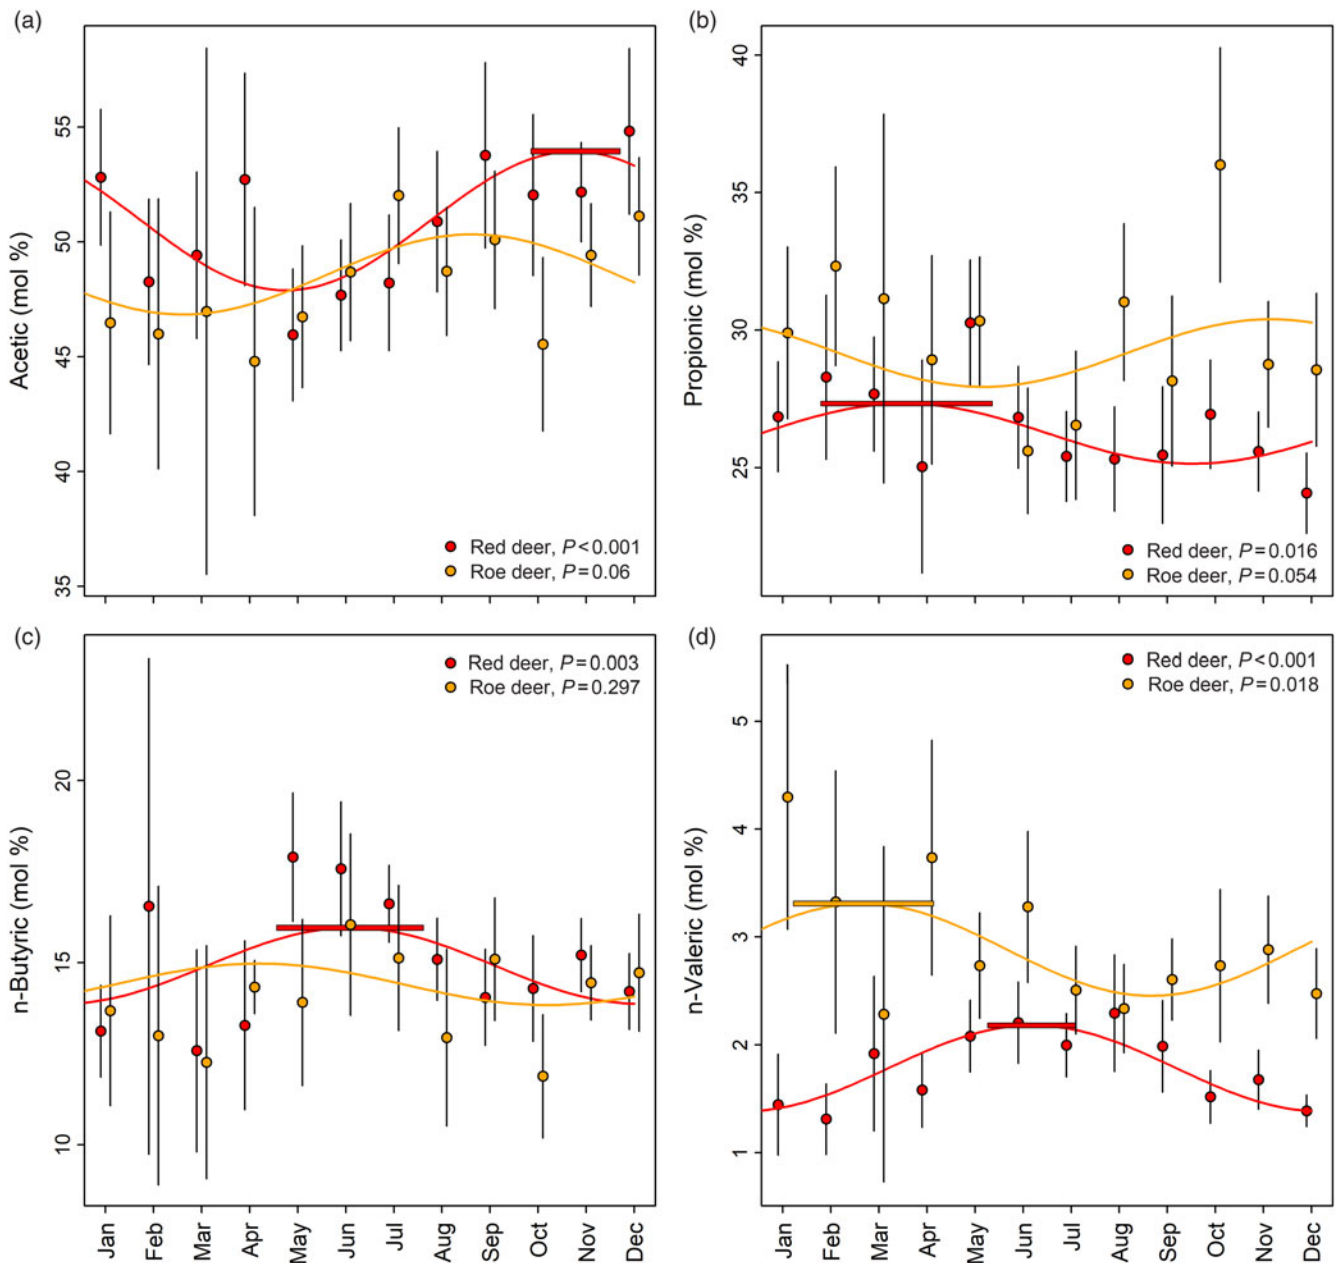 (a)
Acetic (mol %)
55
50
45
40
35
Red deer, P<0.001
Roe deer, P=0.06
(b)
Propionic (mol %)
40
35
30
25
Red deer, P=0.016
Roe deer, P=0.054
(c)
n-Butyric (mol %)
20
15
10
Red deer, P=0.003
Roe deer, P=0.297
Jan
Feb
Mar
Apr
May
Jun
Jul
Aug
Sep
Oct
Nov
Dec
(d)
n-Valeric (mol %)
5
4
3
2
1
Red deer, P<0.001
Roe deer, P=0.018
Jan
Feb
Mar
Apr
May
Jun
Jul
Aug
Sep
Oct
Nov
Dec